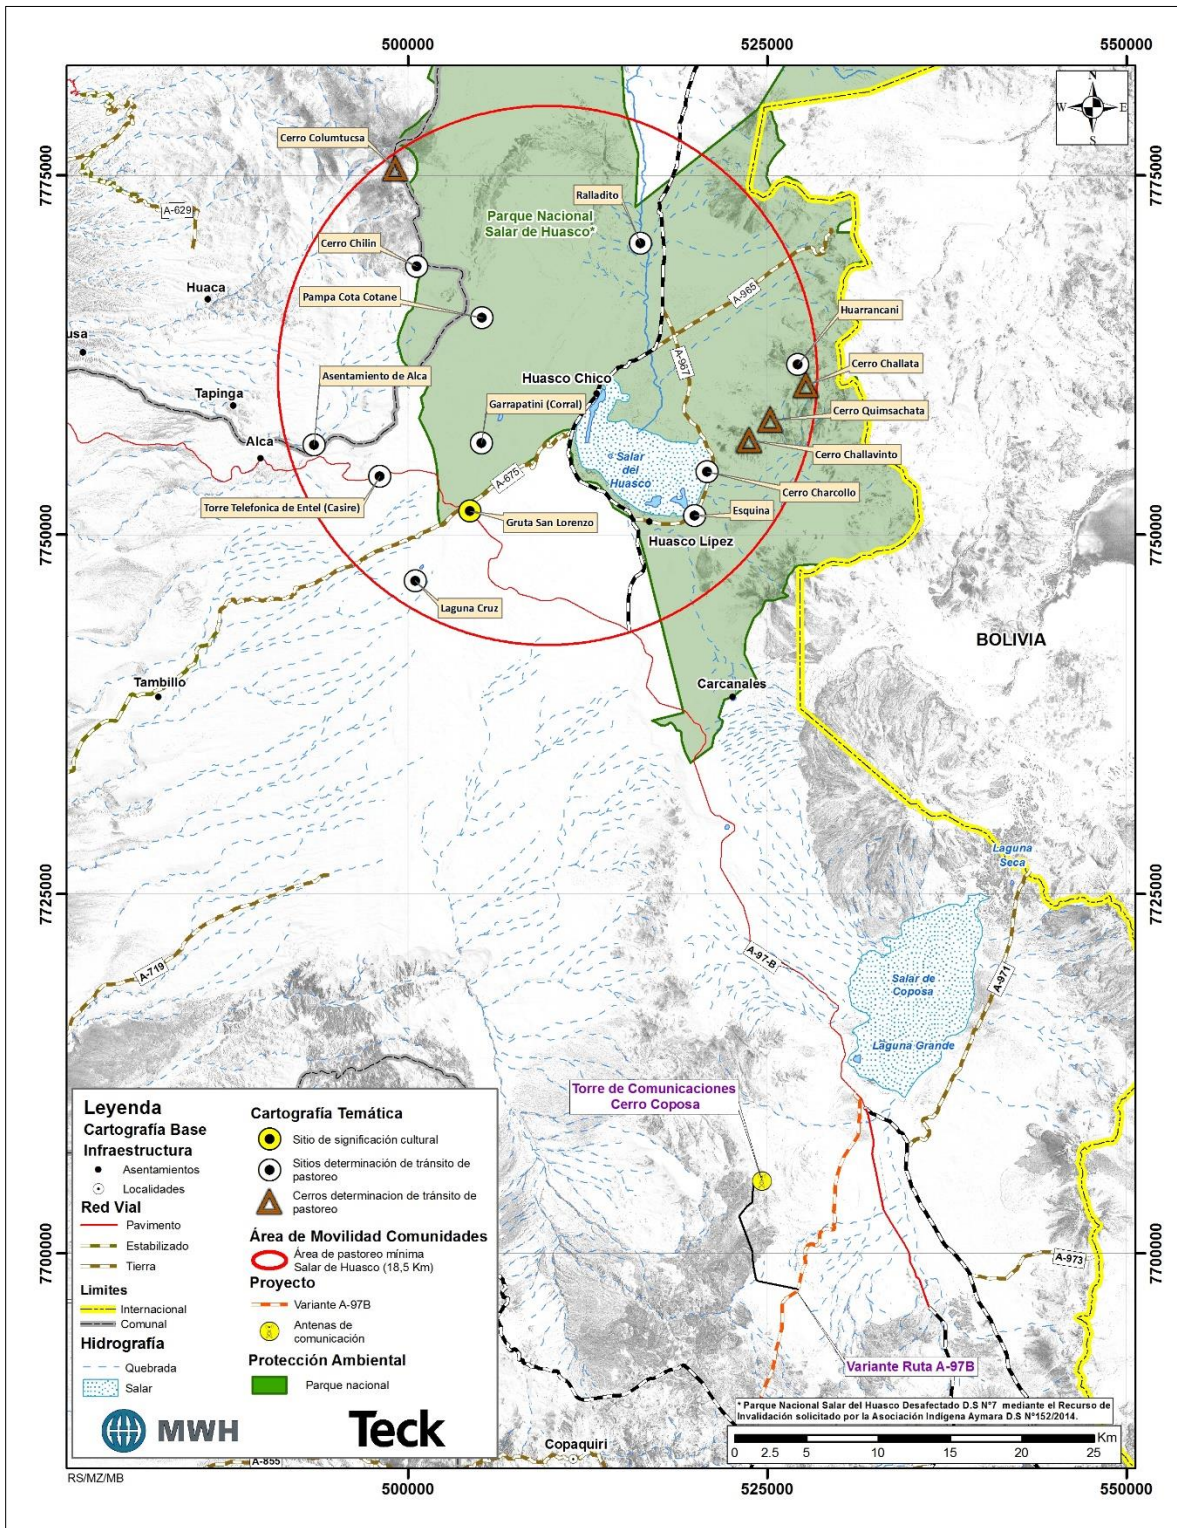 500000
525000
550000
N
W
E
S
Cerro Columtucsa
7775000
7775000
Ralladito
A-629
Parque Nacional
Salar de Huasco*
Cerro Chilin
A-965
Huaca
Pampa Cota Cotane
Huarrancani
usa
A-967
Cerro Challata
Asentamiento de Alca
Huasco Chico
Tapinga
Garrapatini (Corral)
Cerro Quimsachata
Alca
Salar
del
Huasco
Cerro Challavinto
A-675
Cerro Charcollo
Torre Telefonica de Entel (Casire)
Gruta San Lorenzo
Esquina
7750000
7750000
Huasco Lípez
Laguna Cruz
BOLIVIA
Tambillo
Carcanales
Laguna
Seca
7725000
7725000
A-719
A-97-B
A-971
Salar de
Coposa
Laguna Grande
Torre de Comunicaciones
Cerro Coposa
7700000
7700000
A-973
Variante Ruta A-97B
Leyenda
Cartografía Base
Infraestructura
Asentamientos
Localidades
Red Vial
Pavimento
Estabilizado
Tierra
Limites
Internacional
Comunal
Hidrografía
Quebrada
Salar
Cartografía Temática
Sitio de significación cultural
Sitios determinación de tránsito de
pastoreo
Cerros determinacion de tránsito de
pastoreo
Área de Movilidad Comunidades
Área de pastoreo mínima
Salar de Huasco (18,5 Km)
Proyecto
Variante A-97B
Antenas de
comunicación
Protección Ambiental
Parque nacional
MWH
Teck
* Parque Nacional Salar del Huasco Desafectado D.S N°7 mediante el Recurso de
Invalidación solicitado por la Asociación Indígena Aymara D.S N°152/2014.
Km
0 2.5 5 10 15 20 25
Copaquiri
A-855
RS/MZ/MB
500000
525000
550000